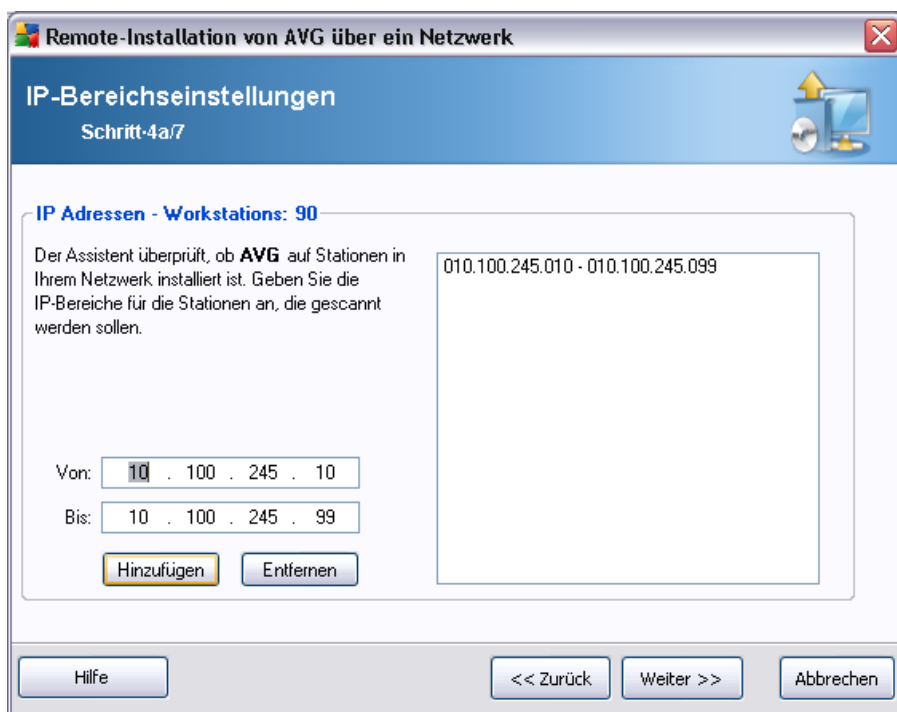 Remote-Installation von AVG über ein Netzwerk
IP-Bereichseinstellungen
Schritt-4a/7
IP Adressen - Workstations: 90
Der Assistent überprüft, ob AVG auf Stationen in
Ihrem Netzwerk installiert ist. Geben Sie die
IP-Bereiche für die Stationen an, die gescannt
werden sollen.
010.100.245.010 - 010.100.245.099
Von: 10 . 100 . 245 . 10
Bis: 10 . 100 . 245 . 99
Hinzufügen Entfernen
Hilfe << Zurück Weiter >> Abbrechen